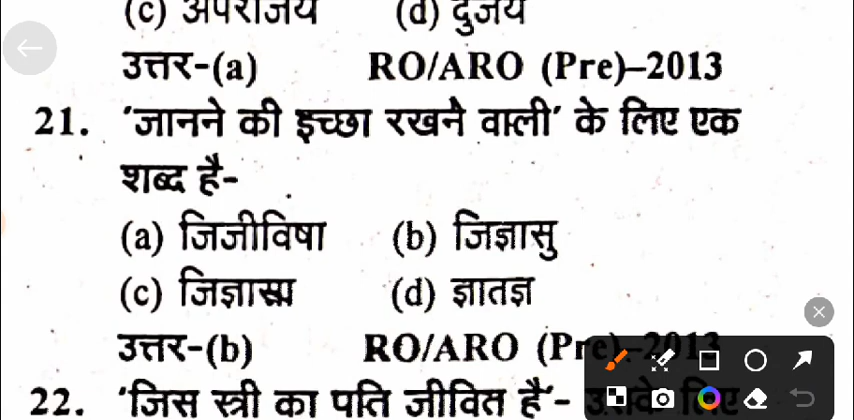 (c) अपराजय (d) दुर्जय
उत्तर-(a) RO/ARO (Pre)–2013
21. 'जानने की इच्छा रखने वाली' के लिए एक
शब्द है-
(a) जिजीविषा (b) जिज्ञासु
(c) (d) ज्ञातज्ञ
उत्तर-(b) RO/ARO (Pre)–2013
22. 'जिस स्त्री का पति जीवित है'- उसके लिए